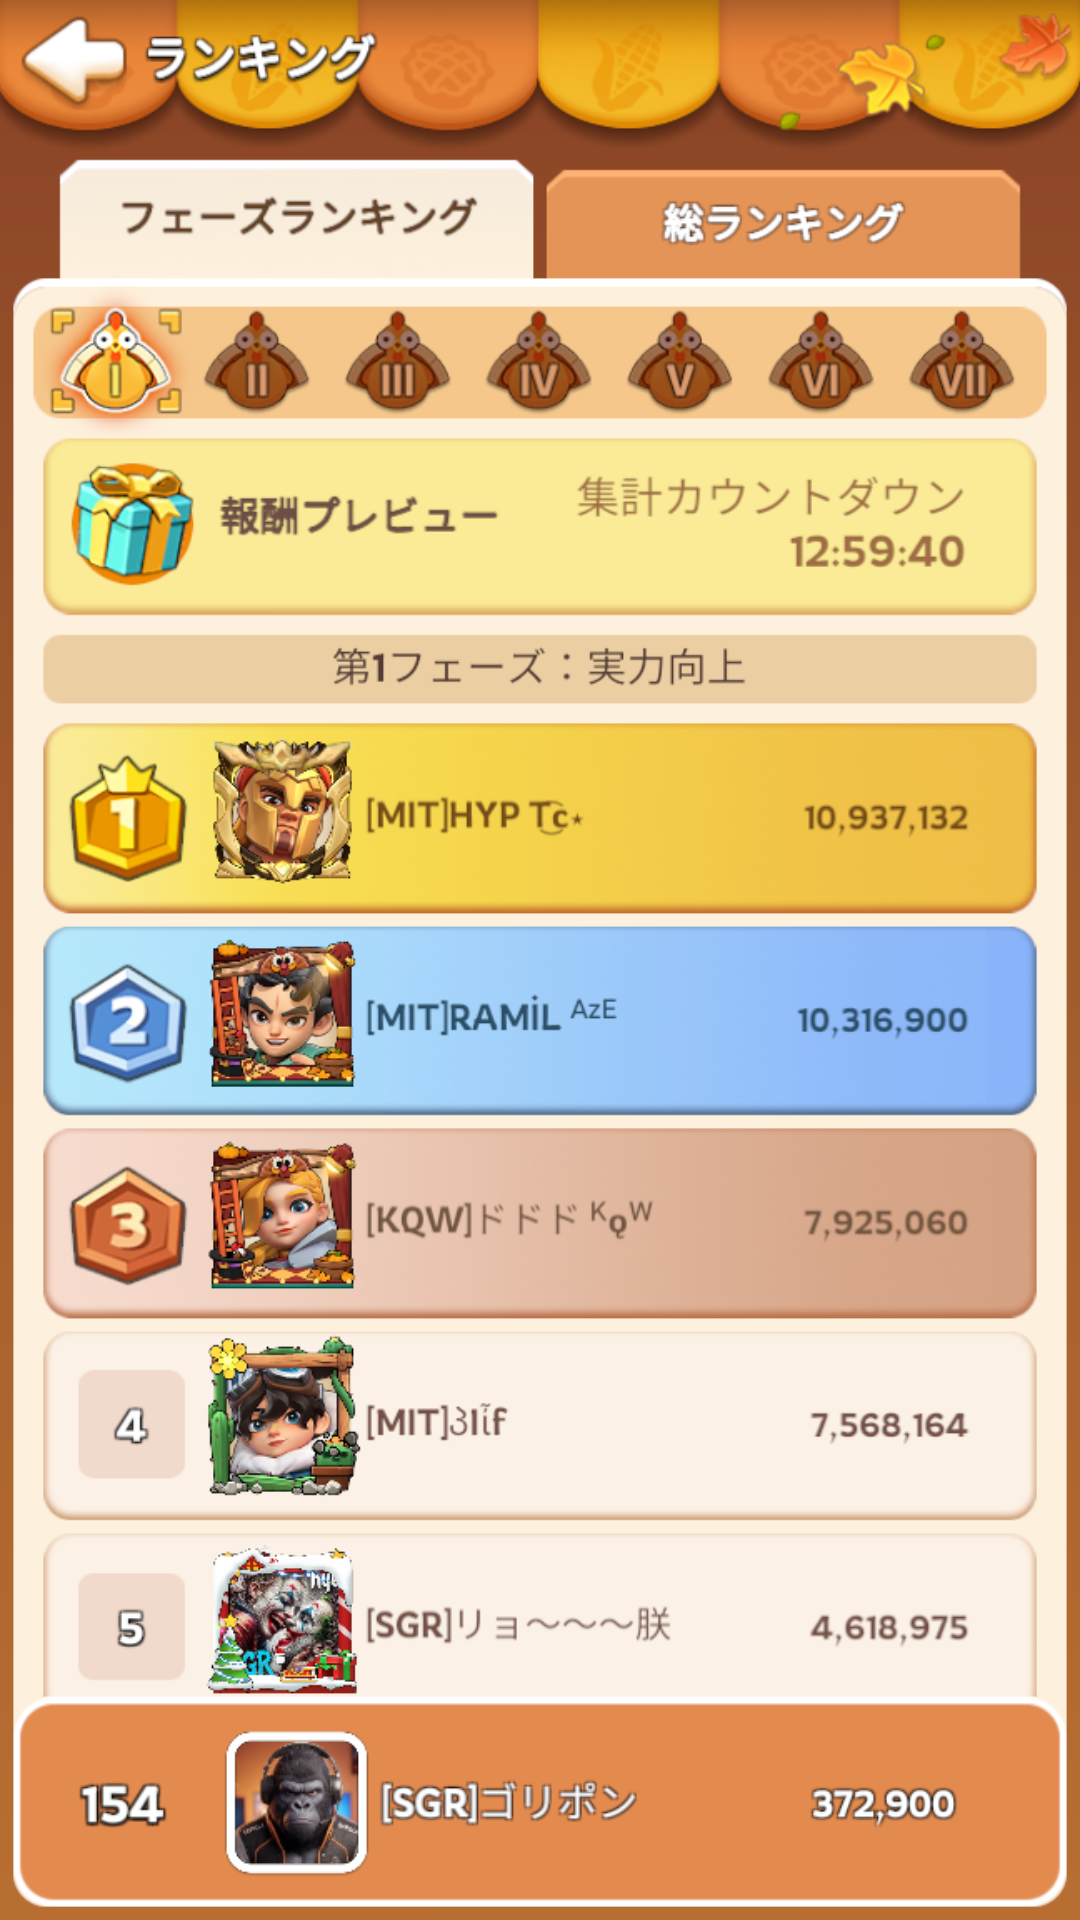 ランキング
フェーズランキング
総ランキング
I II III IV V VI VII
報酬プレビュー
集計カウントダウン
12:59:40
第1フェーズ：実力向上
1 [MIT]HYP Tc⋆ 10,937,132
2 [MIT]RAMİL ᴬᶻᴱ 10,316,900
3 [KQW]ドドド ᴷǫᵂ 7,925,060
4 [MIT] 7,568,164
5 [SGR]リョ〜〜〜朕 4,618,975
154 [SGR]ゴリポン 372,900